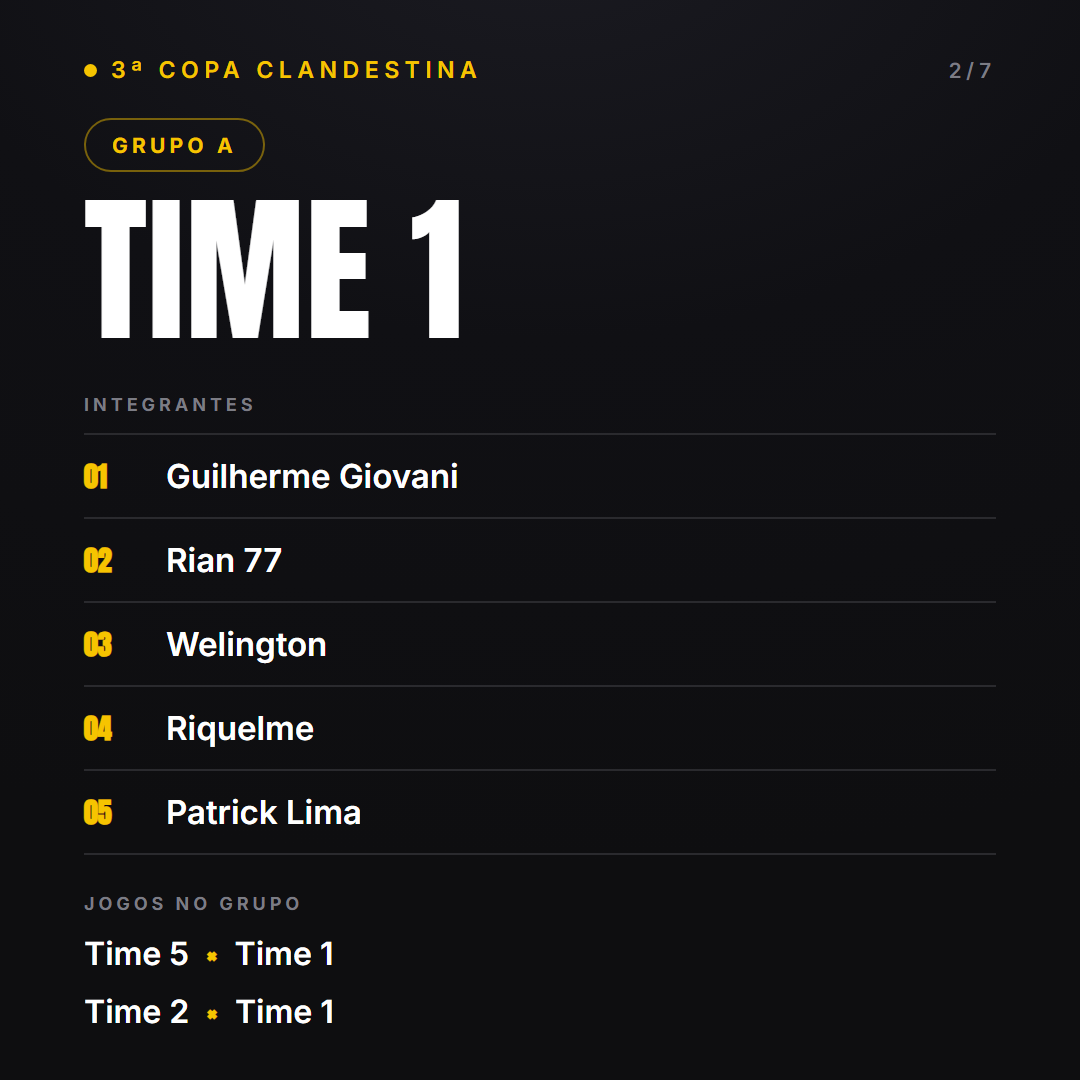 3ª COPA CLANDESTINA
2/7
GRUPO A
TIME 1
INTEGRANTES
01 Guilherme Giovani
02 Rian 77
03 Welington
04 Riquelme
05 Patrick Lima
JOGOS NO GRUPO
Time 5 × Time 1
Time 2 × Time 1